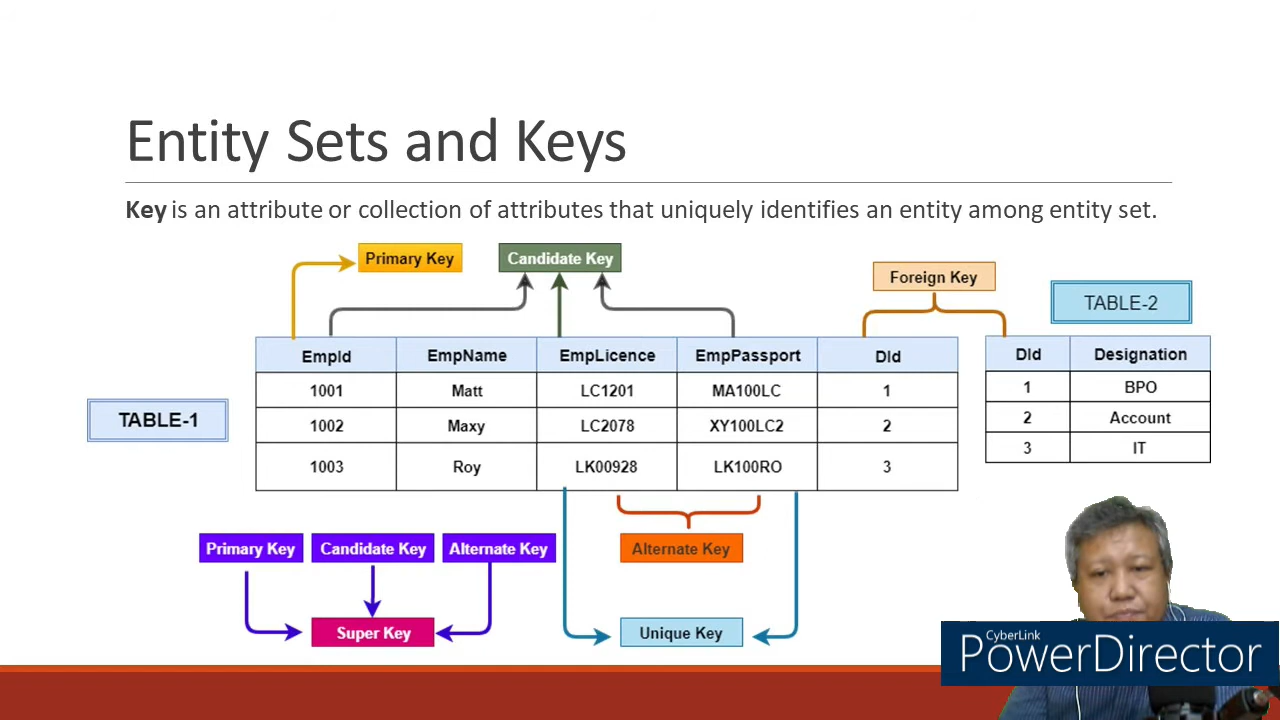 Entity Sets and Keys
Key is an attribute or collection of attributes that uniquely identifies an entity among entity set.
Primary Key
Candidate Key
Foreign Key
TABLE-2
TABLE-1
EmpId EmpName EmpLicence EmpPassport DId
1001 Matt LC1201 MA100LC 1
1002 Maxy LC2078 XY100LC2 2
1003 Roy LK00928 LK100RO 3
DId Designation
1 BPO
2 Account
3 IT
Primary Key Candidate Key Alternate Key
Alternate Key
Super Key
Unique Key
CyberLink
PowerDirector